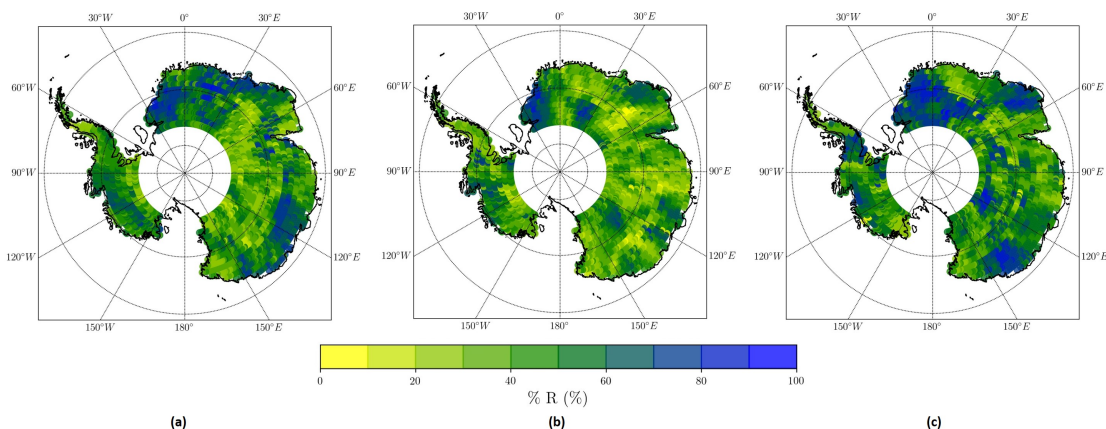 30°W 0° 30°E 30°W 0° 30°E 30°W 0° 30°E
60°W 60°E 60°W 60°E 60°W 60°E
90°W 90°E 90°W 90°E 90°W 90°E
120°W 120°E 120°W 120°E 120°W 120°E
150°W 180° 150°E 150°W 180° 150°E 150°W 180° 150°E
0 20 40 60 80 100
% R (%)
(a) (b) (c)